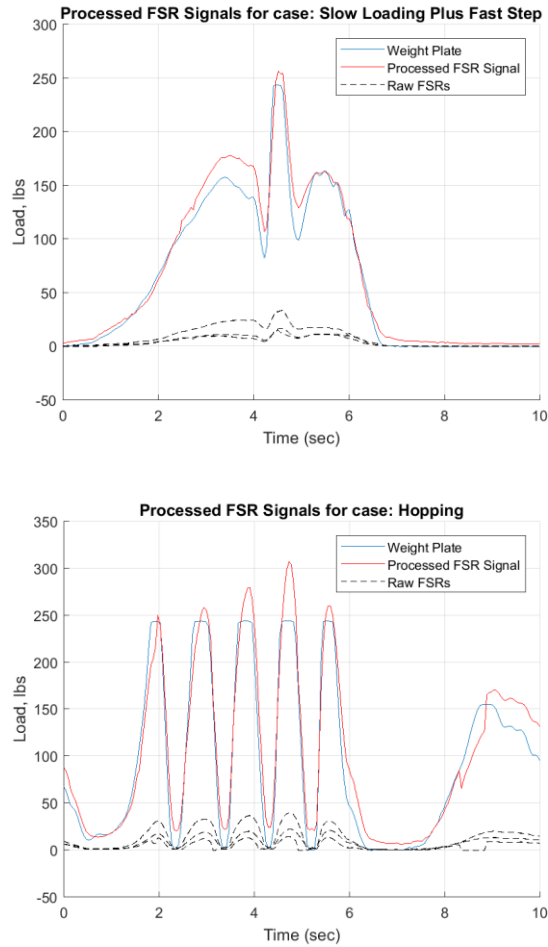 Processed FSR Signals for case: Slow Loading Plus Fast Step
300
250
200
150
100
50
0
-50
Load, lbs
Weight Plate
Processed FSR Signal
Raw FSRs
0 2 4 6 8 10
Time (sec)
Processed FSR Signals for case: Hopping
350
300
250
200
150
100
50
0
-50
Load, lbs
Weight Plate
Processed FSR Signal
Raw FSRs
0 2 4 6 8 10
Time (sec)